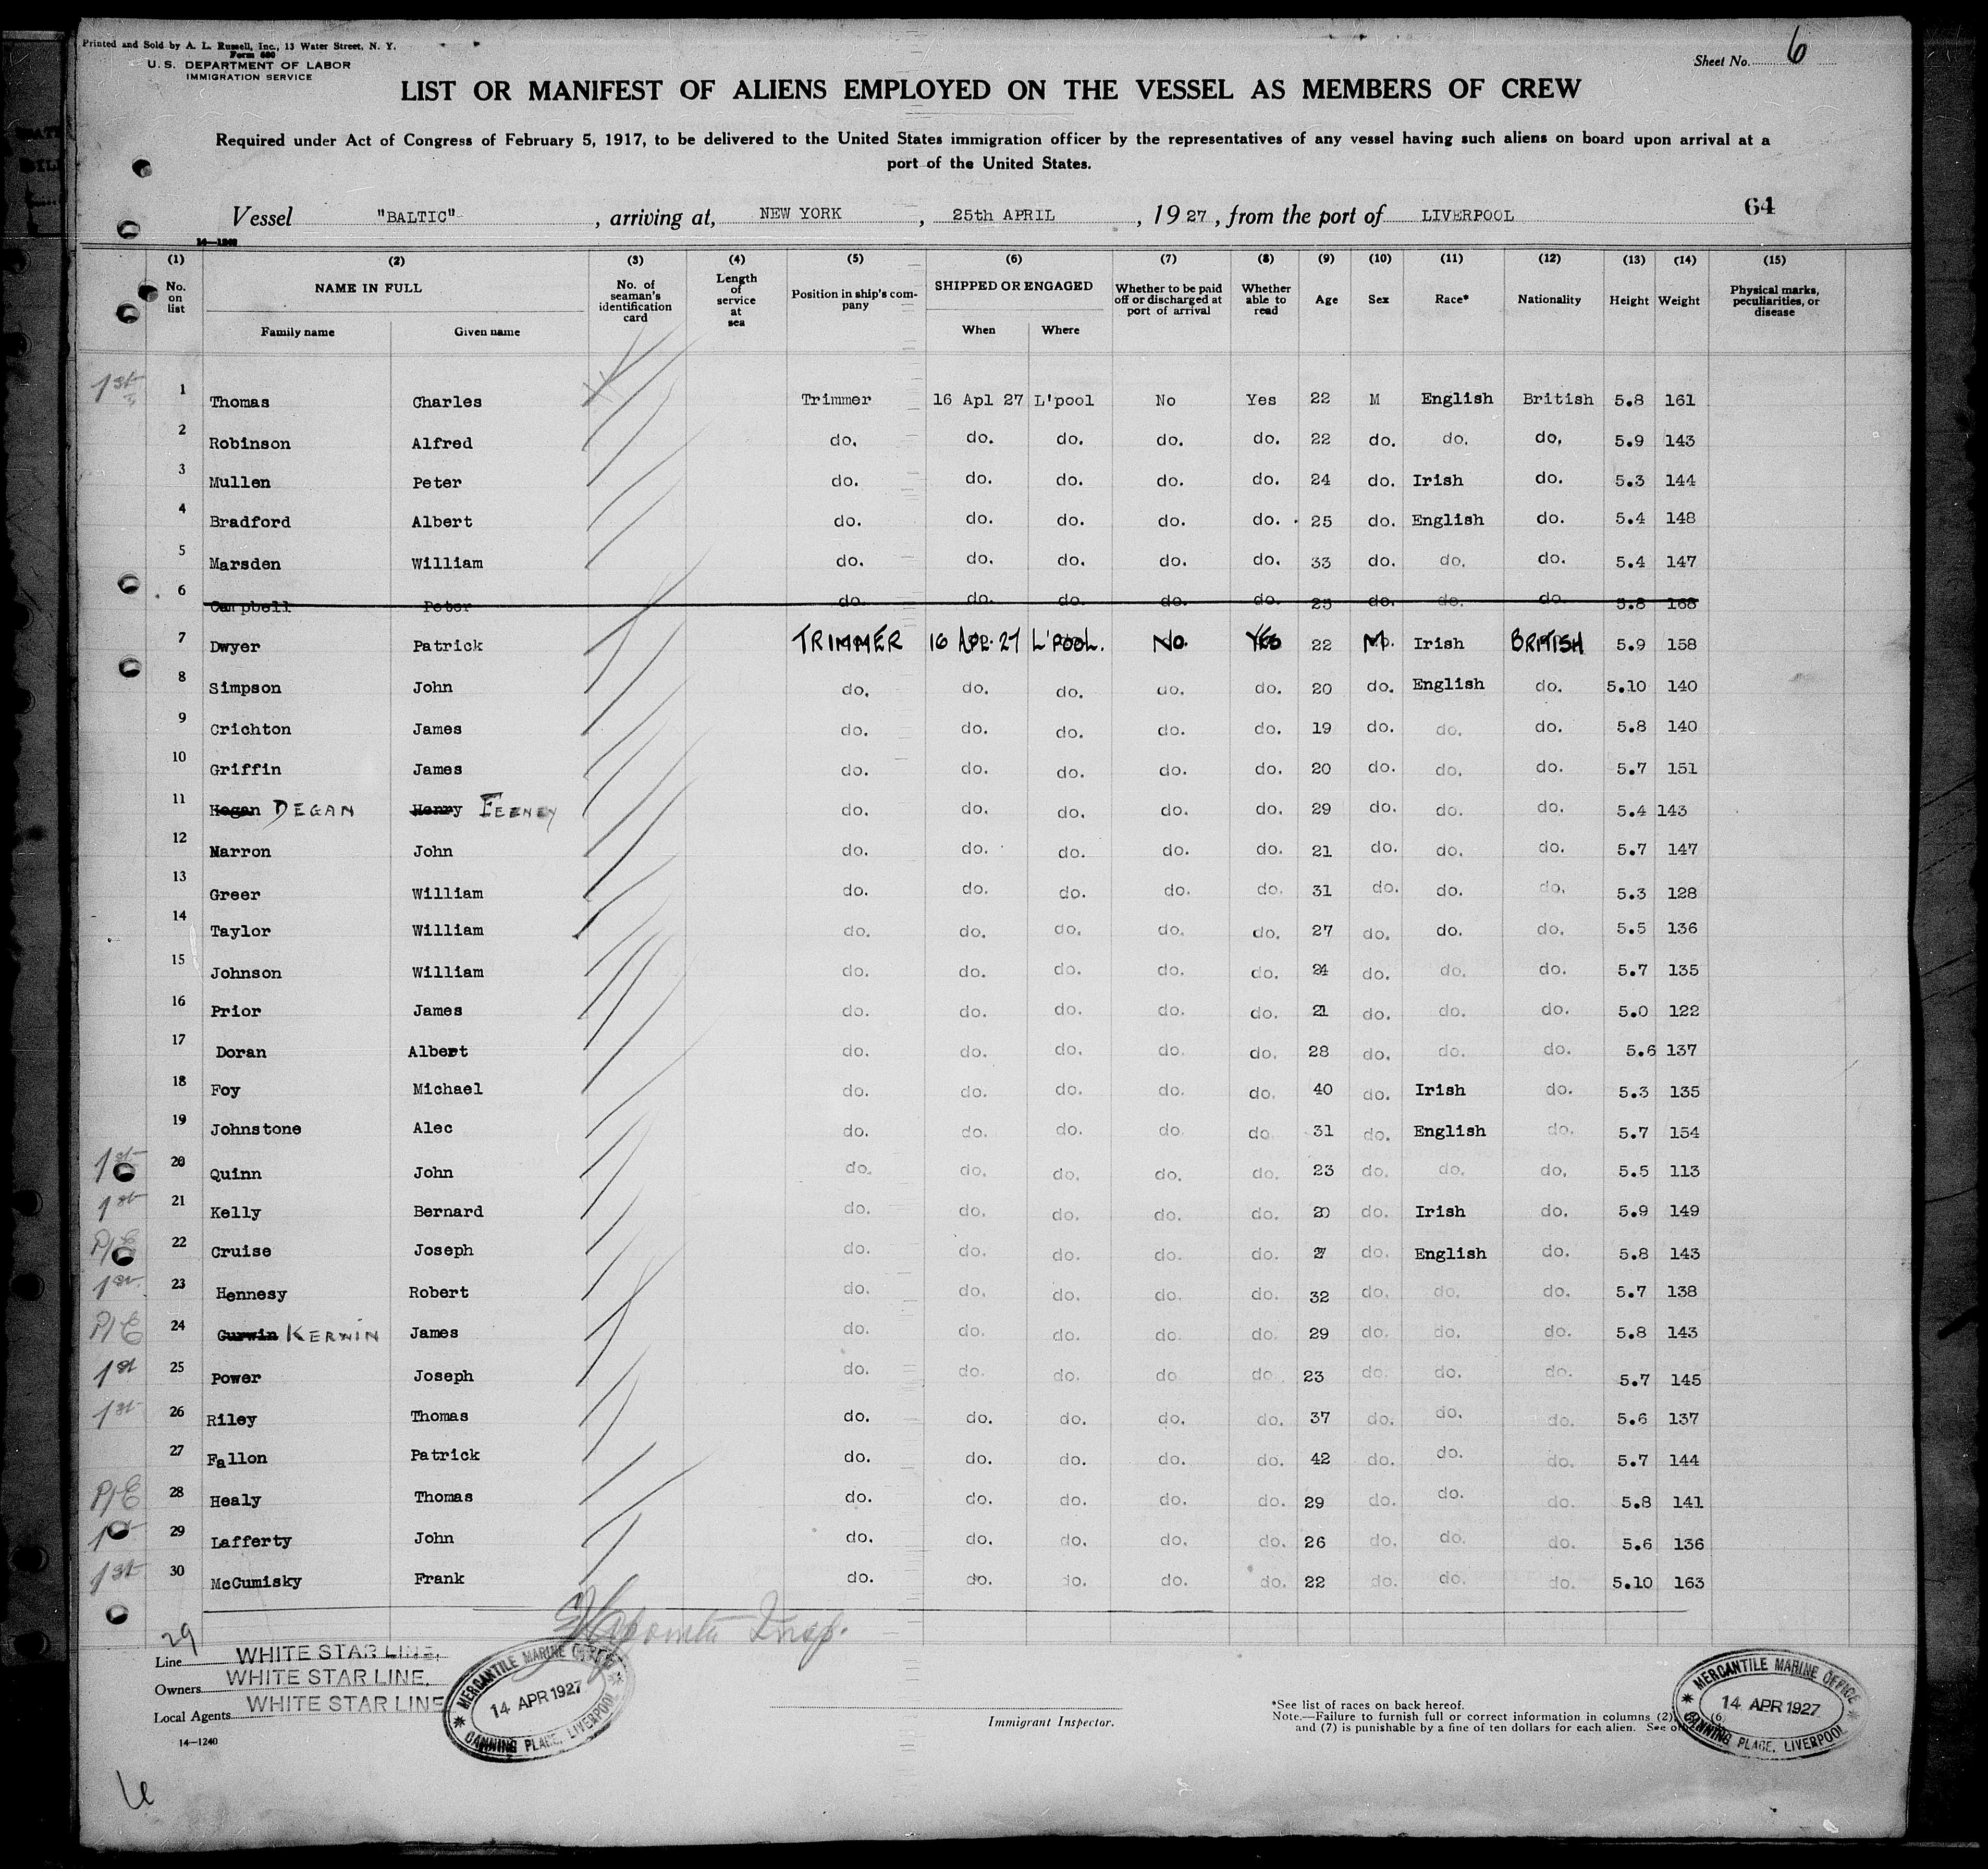 Printed and Sold by A. L. Russell, Inc., 13 Water Street, N. Y.
Form 680
U. S. DEPARTMENT OF LABOR
IMMIGRATION SERVICE
Sheet No. 6
LIST OR MANIFEST OF ALIENS EMPLOYED ON THE VESSEL AS MEMBERS OF CREW
Required under Act of Congress of February 5, 1917, to be delivered to the United States immigration officer by the representatives of any vessel having such aliens on board upon arrival at a
port of the United States.
Vessel "BALTIC", arriving at, NEW YORK, 25th APRIL, 1927, from the port of LIVERPOOL
64
14—1240
(1) (2) (3) (4) (5) (6) (7) (8) (9) (10) (11) (12) (13) (14) (15)
No. on list NAME IN FULL Family name Given name No. of seaman's identification card Length of service at sea Position in ship's company SHIPPED OR ENGAGED When Where Whether to be paid off or discharged at port of arrival Whether able to read Age Sex Race* Nationality Height Weight Physical marks, peculiarities, or disease
1st 1 Thomas Charles Trimmer 16 Apl 27 L'pool No Yes 22 M English British 5.8 161
2 Robinson Alfred do. do. do. do. do. 22 do. do. do. 5.9 143
3 Mullen Peter do. do. do. do. do. 24 do. Irish do. 5.3 144
4 Bradford Albert do. do. do. do. do. 25 do. English do. 5.4 148
5 Marsden William do. do. do. do. do. 33 do. do. do. 5.4 147
6 Campbell Peter do. do. do. do. do. 25 do. do. do. 5.8 168
7 Dwyer Patrick TRIMMER 16 APL. 27 L'POOL. No. YES 22 M. Irish BRITISH 5.9 158
8 Simpson John do. do. do. do. do. 20 do. English do. 5.10 140
9 Crichton James do. do. do. do. do. 19 do. do. do. 5.8 140
10 Griffin James do. do. do. do. do. 20 do. do. do. 5.7 151
11 Hogan DEGAN Henry FEENEY do. do. do. do. do. 29 do. do. do. 5.4 143
12 Marron John do. do. do. do. do. 21 do. do. do. 5.7 147
13 Greer William do. do. do. do. do. 31 do. do. do. 5.3 128
14 Taylor William do. do. do. do. do. 27 do. do. do. 5.5 136
15 Johnson William do. do. do. do. do. 24 do. do. do. 5.7 135
16 Prior James do. do. do. do. do. 21 do. do. do. 5.0 122
17 Doran Albert do. do. do. do. do. 28 do. do. do. 5.6 137
18 Foy Michael do. do. do. do. do. 40 do. Irish do. 5.3 135
19 Johnstone Alec do. do. do. do. do. 31 do. English do. 5.7 154
1st 20 Quinn John do. do. do. do. do. 23 do. do. do. 5.5 113
1st 21 Kelly Bernard do. do. do. do. do. 20 do. Irish do. 5.9 149
P/E 22 Cruise Joseph do. do. do. do. do. 27 do. English do. 5.8 143
1st 23 Hennesy Robert do. do. do. do. do. 32 do. do. do. 5.7 138
P/E 24 Curwin KERWIN James do. do. do. do. do. 29 do. do. do. 5.8 143
1st 25 Power Joseph do. do. do. do. do. 23 do. do. do. 5.7 145
1st 26 Riley Thomas do. do. do. do. do. 37 do. do. do. 5.6 137
27 Fallon Patrick do. do. do. do. do. 42 do. do. do. 5.7 144
P/E 28 Healy Thomas do. do. do. do. do. 29 do. do. do. 5.8 141
29 Lafferty John do. do. do. do. do. 26 do. do. do. 5.6 136
1st 30 McCumisky Frank do. do. do. do. do. 22 do. do. do. 5.10 163
Insp.
29
Line WHITE STAR LINE,
Owners WHITE STAR LINE.
Local Agents WHITE STAR LINE
14—1240
MERCANTILE MARINE OFFICE
14 APR 1927
CANNING PLACE, LIVERPOOL
Immigrant Inspector.
*See list of races on back hereof.
Note.—Failure to furnish full or correct information in columns (2), (6)
and (7) is punishable by a fine of ten dollars for each alien. See
MERCANTILE MARINE OFFICE
14 APR 1927
CANNING PLACE, LIVERPOOL